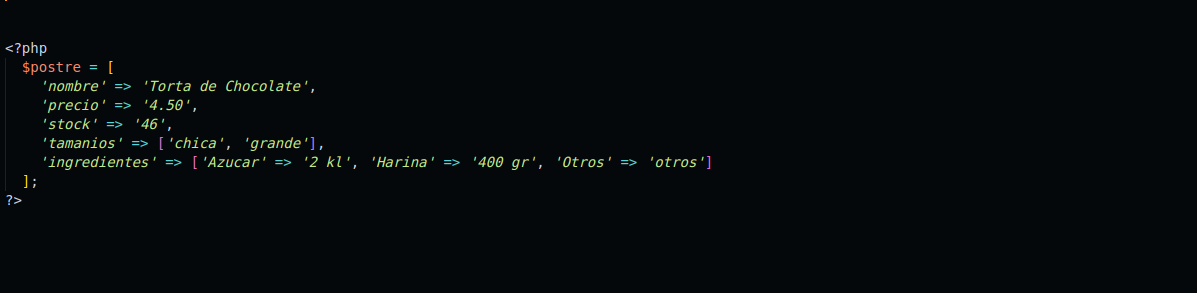 <?php
$postre = [
'nombre' => 'Torta de Chocolate',
'precio' => '4.50',
'stock' => '46',
'tamanios' => ['chica', 'grande'],
'ingredientes' => ['Azucar' => '2 kl', 'Harina' => '400 gr', 'Otros' => 'otros']
];
?>